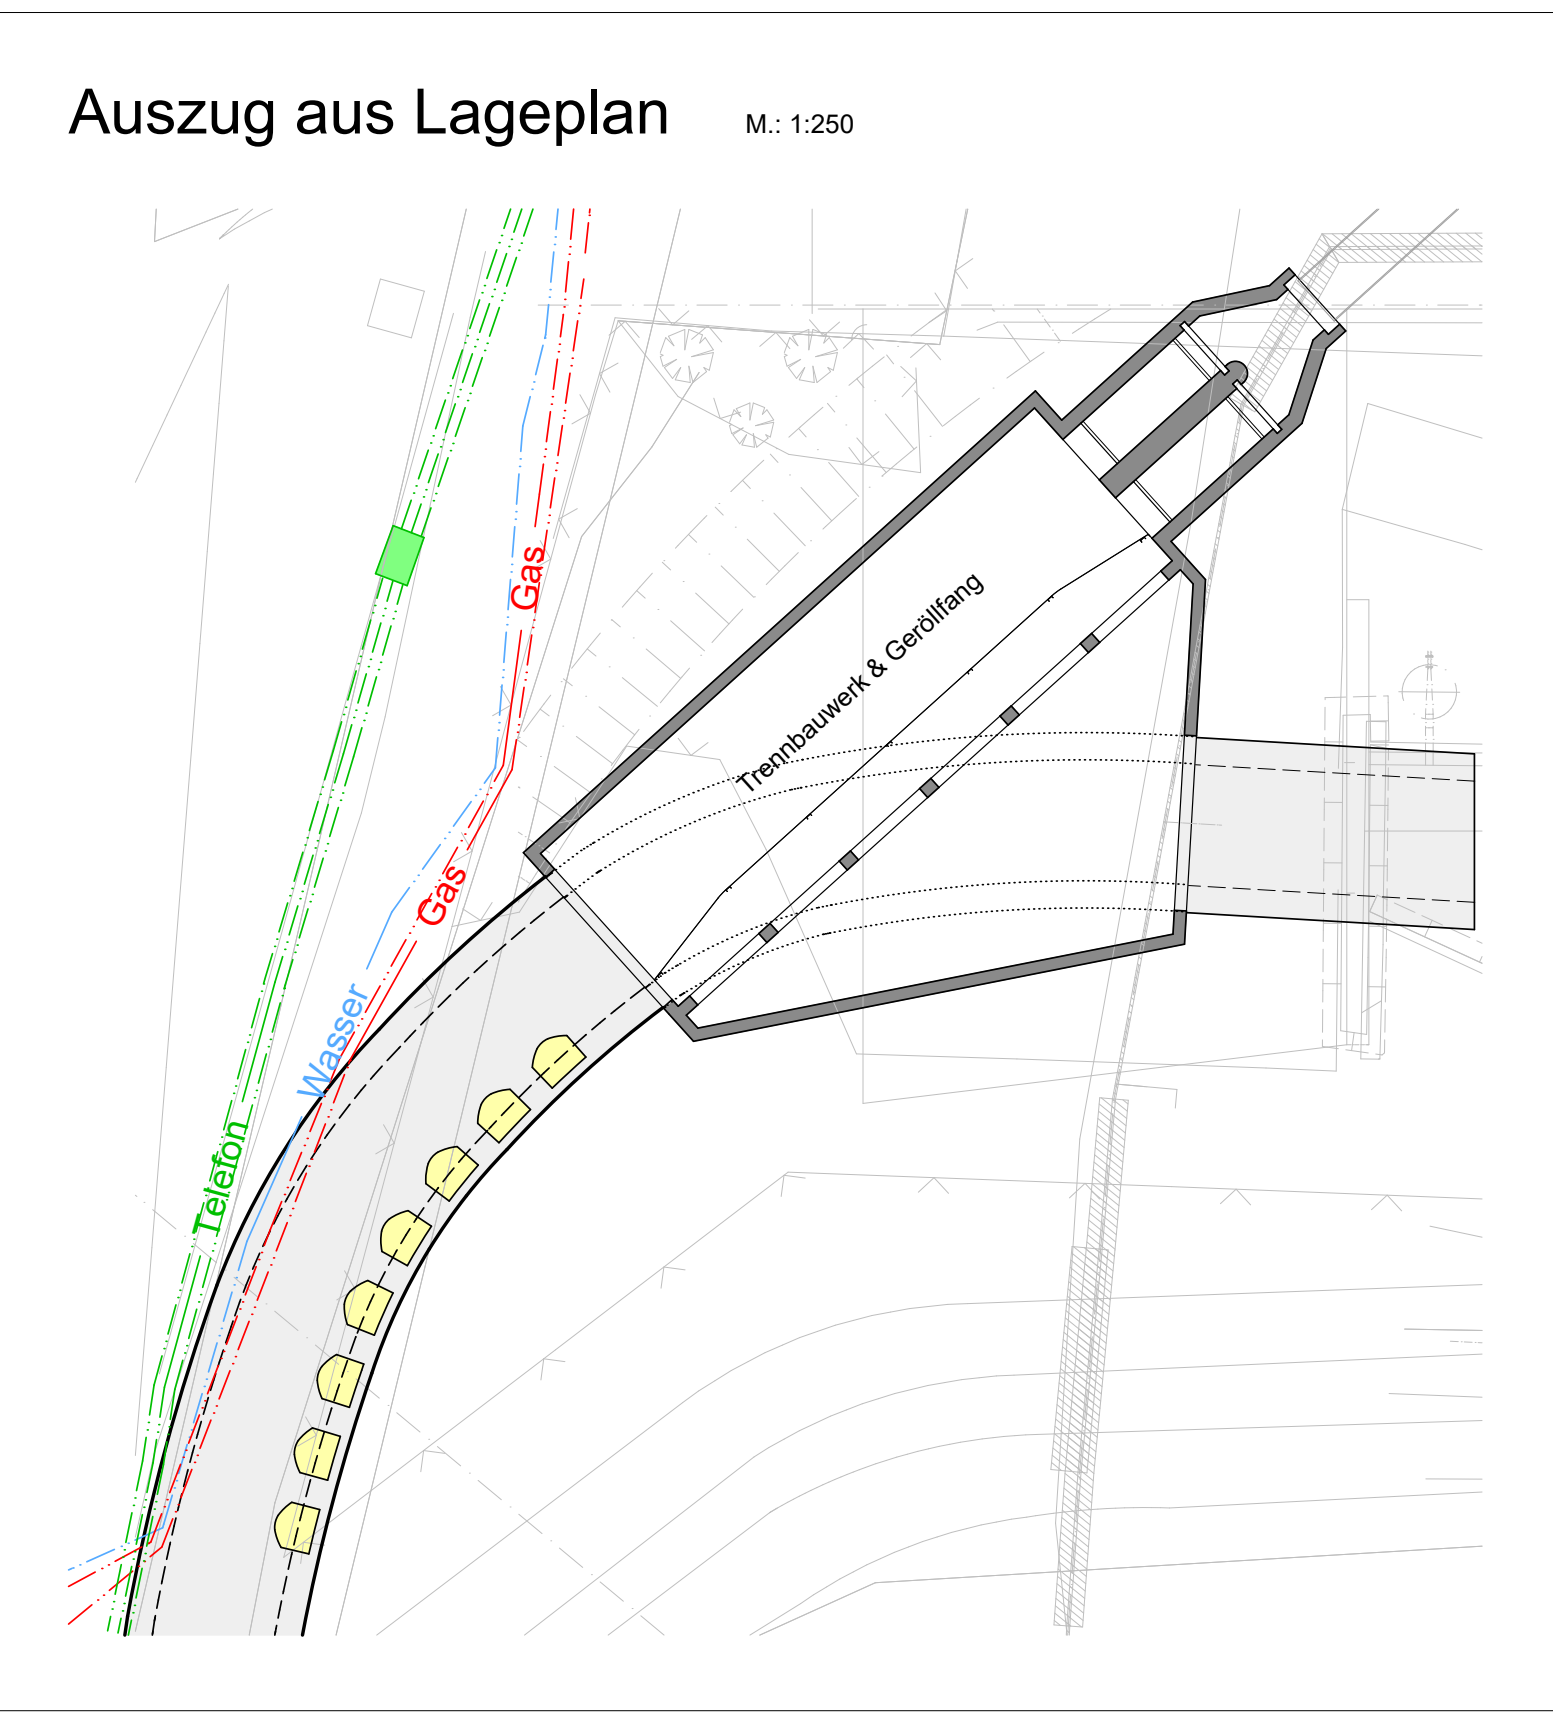 Auszug aus Lageplan
M.: 1:250
Gas
Trennbauwerk & Geröllfang
Gas
Wasser
Telefon